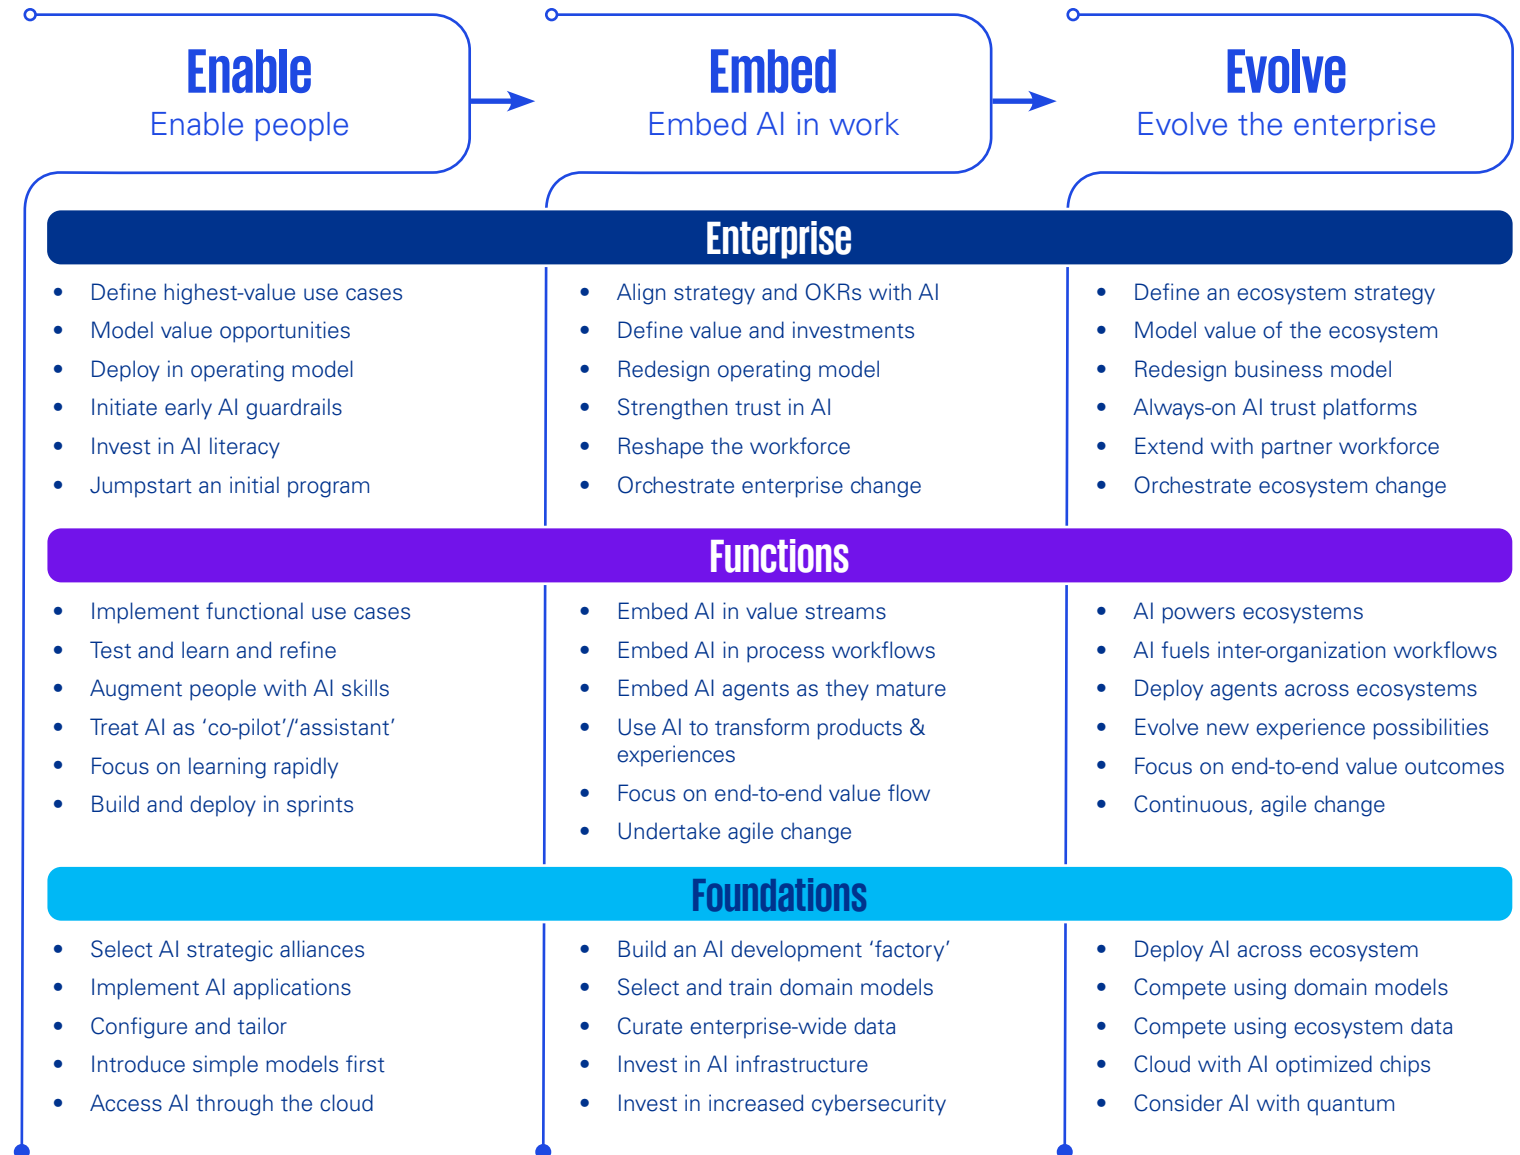 Enable
Enable people
Embed
Embed AI in work
Evolve
Evolve the enterprise
Enterprise
• Define highest-value use cases
• Model value opportunities
• Deploy in operating model
• Initiate early AI guardrails
• Invest in AI literacy
• Jumpstart an initial program
• Align strategy and OKRs with AI
• Define value and investments
• Redesign operating model
• Strengthen trust in AI
• Reshape the workforce
• Orchestrate enterprise change
• Define an ecosystem strategy
• Model value of the ecosystem
• Redesign business model
• Always-on AI trust platforms
• Extend with partner workforce
• Orchestrate ecosystem change
Functions
• Implement functional use cases
• Test and learn and refine
• Augment people with AI skills
• Treat AI as ‘co-pilot’/‘assistant’
• Focus on learning rapidly
• Build and deploy in sprints
• Embed AI in value streams
• Embed AI in process workflows
• Embed AI agents as they mature
• Use AI to transform products &
experiences
• Focus on end-to-end value flow
• Undertake agile change
• AI powers ecosystems
• AI fuels inter-organization workflows
• Deploy agents across ecosystems
• Evolve new experience possibilities
• Focus on end-to-end value outcomes
• Continuous, agile change
Foundations
• Select AI strategic alliances
• Implement AI applications
• Configure and tailor
• Introduce simple models first
• Access AI through the cloud
• Build an AI development ‘factory’
• Select and train domain models
• Curate enterprise-wide data
• Invest in AI infrastructure
• Invest in increased cybersecurity
• Deploy AI across ecosystem
• Compete using domain models
• Compete using ecosystem data
• Cloud with AI optimized chips
• Consider AI with quantum